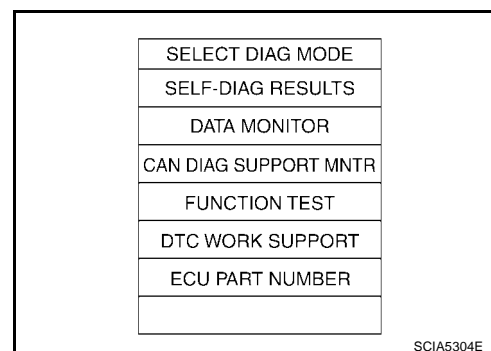 SELECT DIAG MODE
SELF-DIAG RESULTS
DATA MONITOR
CAN DIAG SUPPORT MNTR
FUNCTION TEST
DTC WORK SUPPORT
ECU PART NUMBER
SCIA5304E